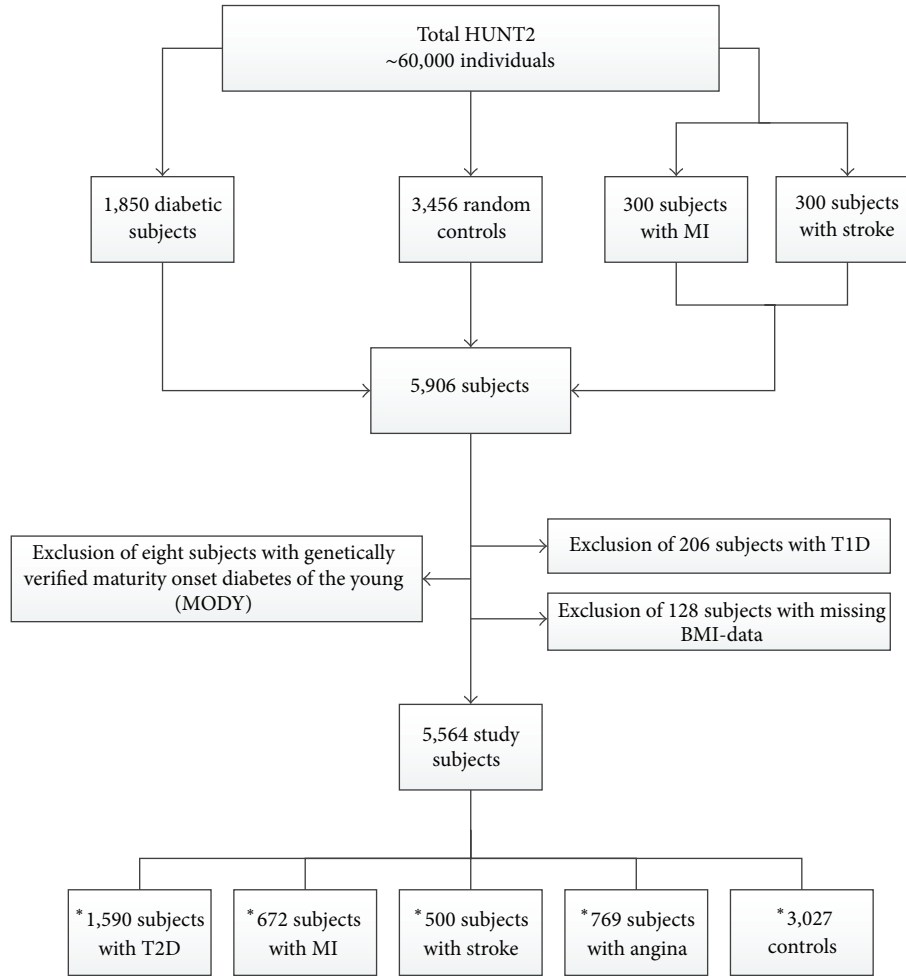 Total HUNT2
~60,000 individuals
1,850 diabetic
subjects
3,456 random
controls
300 subjects
with MI
300 subjects
with stroke
5,906 subjects
Exclusion of eight subjects with genetically
verified maturity onset diabetes of the young
(MODY)
Exclusion of 206 subjects with T1D
Exclusion of 128 subjects with missing
BMI-data
5,564 study
subjects
*1,590 subjects
with T2D
*672 subjects
with MI
*500 subjects
with stroke
*769 subjects
with angina
*3,027
controls